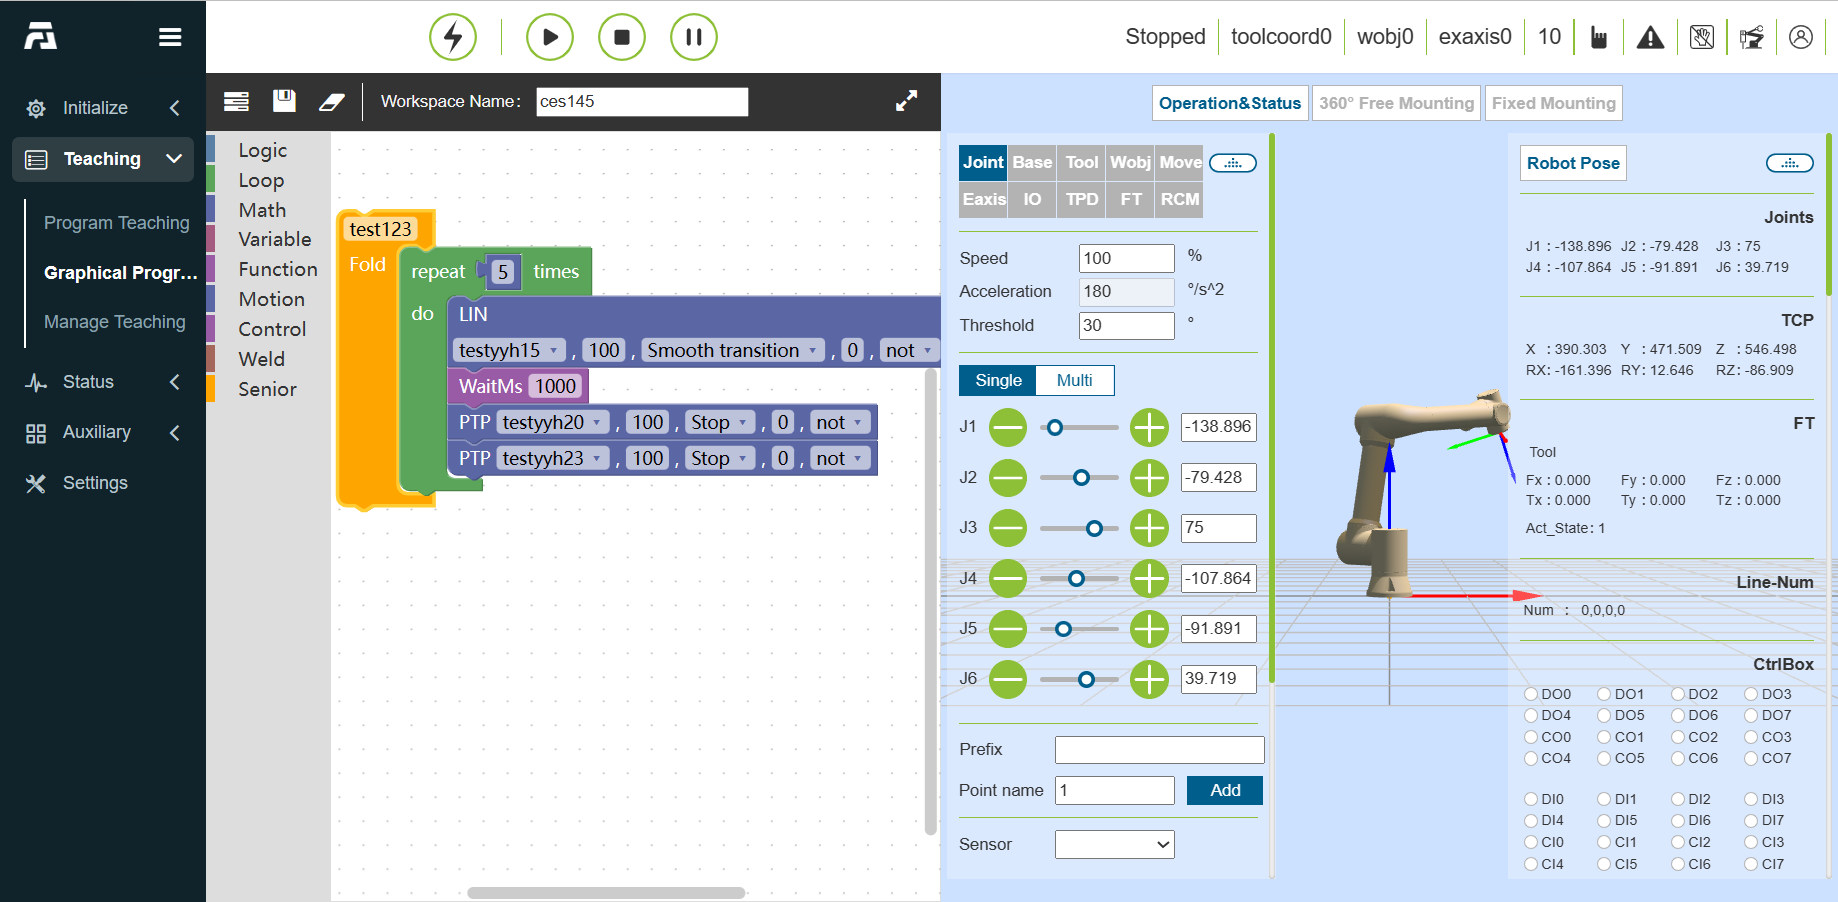 Stopped
toolcoord0
wobj0
exaxis0
10
Initialize
Teaching
Program Teaching
Graphical Progr...
Manage Teaching
Status
Auxiliary
Settings
Workspace Name:
ces145
Logic
Loop
Math
Variable
Function
Motion
Control
Weld
Senior
test123
Fold
repeat 5 times
do
LIN
testyyh15 , 100 , Smooth transition , 0 , not
WaitMs 1000
PTP testyyh20 , 100 , Stop , 0 , not
PTP testyyh23 , 100 , Stop , 0 , not
Operation&Status
360° Free Mounting
Fixed Mounting
Joint Base Tool Wobj Move
Eaxis IO TPD FT RCM
Speed 100 %
Acceleration 180 °/s^2
Threshold 30 °
Single Multi
J1 -138.896
J2 -79.428
J3 75
J4 -107.864
J5 -91.891
J6 39.719
Prefix
Point name 1 Add
Sensor
Robot Pose
Joints
J1 : -138.896 J2 : -79.428 J3 : 75
J4 : -107.864 J5 : -91.891 J6 : 39.719
TCP
X : 390.303 Y : 471.509 Z : 546.498
RX: -161.396 RY: 12.646 RZ: -86.909
FT
Tool
Fx : 0.000 Fy : 0.000 Fz : 0.000
Tx : 0.000 Ty : 0.000 Tz : 0.000
Act_State: 1
Line-Num
Num : 0,0,0,0
CtrlBox
DO0 DO1 DO2 DO3
DO4 DO5 DO6 DO7
CO0 CO1 CO2 CO3
CO4 CO5 CO6 CO7
DI0 DI1 DI2 DI3
DI4 DI5 DI6 DI7
CI0 CI1 CI2 CI3
CI4 CI5 CI6 CI7